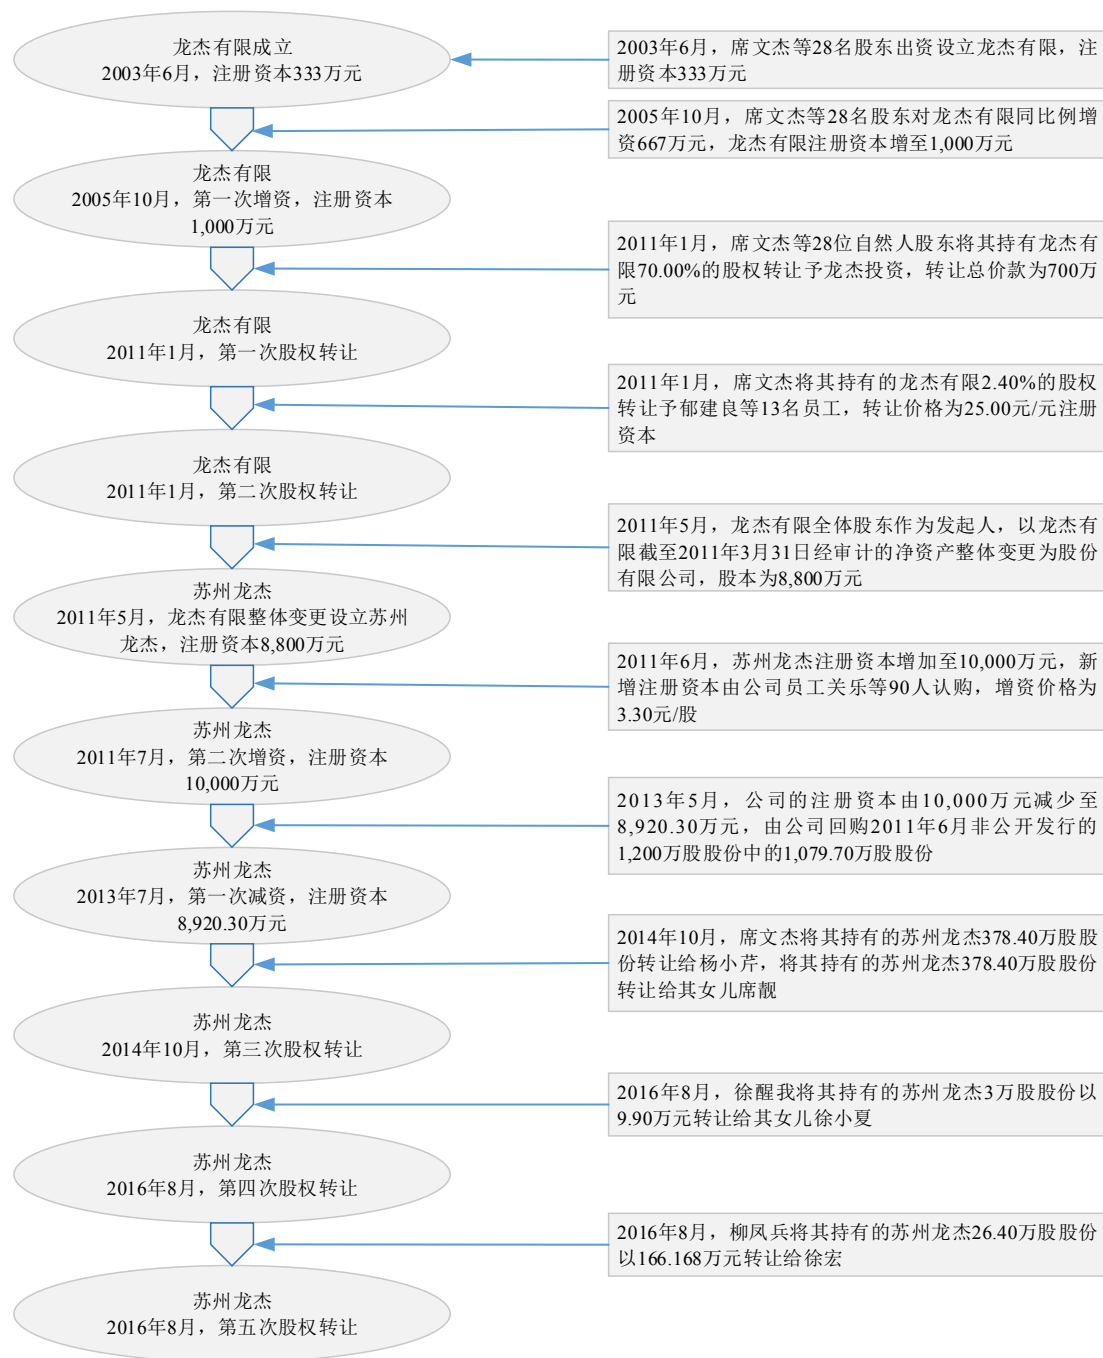 龙杰有限成立
2003年6月，注册资本333万元
2003年6月，席文杰等28名股东出资设立龙杰有限，注
册资本333万元
2005年10月，席文杰等28名股东对龙杰有限同比例增
资667万元，龙杰有限注册资本增至1,000万元
龙杰有限
2005年10月，第一次增资，注册资本
1,000万元
2011年1月，席文杰等28位自然人股东将其持有龙杰有
限70.00%的股权转让予龙杰投资，转让总价款为700万
元
龙杰有限
2011年1月，第一次股权转让
2011年1月，席文杰将其持有的龙杰有限2.40%的股权
转让予郁建良等13名员工，转让价格为25.00元/元注册
资本
龙杰有限
2011年1月，第二次股权转让
2011年5月，龙杰有限全体股东作为发起人，以龙杰有
限截至2011年3月31日经审计的净资产整体变更为股份
有限公司，股本为8,800万元
苏州龙杰
2011年5月，龙杰有限整体变更设立苏州
龙杰，注册资本8,800万元
2011年6月，苏州龙杰注册资本增加至10,000万元，新
增注册资本由公司员工关乐等90人认购，增资价格为
3.30元/股
苏州龙杰
2011年7月，第二次增资，注册资本
10,000万元
2013年5月，公司的注册资本由10,000万元减少至
8,920.30万元，由公司回购2011年6月非公开发行的
1,200万股股份中的1,079.70万股股份
苏州龙杰
2013年7月，第一次减资，注册资本
8,920.30万元
2014年10月，席文杰将其持有的苏州龙杰378.40万股股
份转让给杨小芹，将其持有的苏州龙杰378.40万股股份
转让给其女儿席靓
苏州龙杰
2014年10月，第三次股权转让
2016年8月，徐醒我将其持有的苏州龙杰3万股股份以
9.90万元转让给其女儿徐小夏
苏州龙杰
2016年8月，第四次股权转让
2016年8月，柳凤兵将其持有的苏州龙杰26.40万股股份
以166.168万元转让给徐宏
苏州龙杰
2016年8月，第五次股权转让